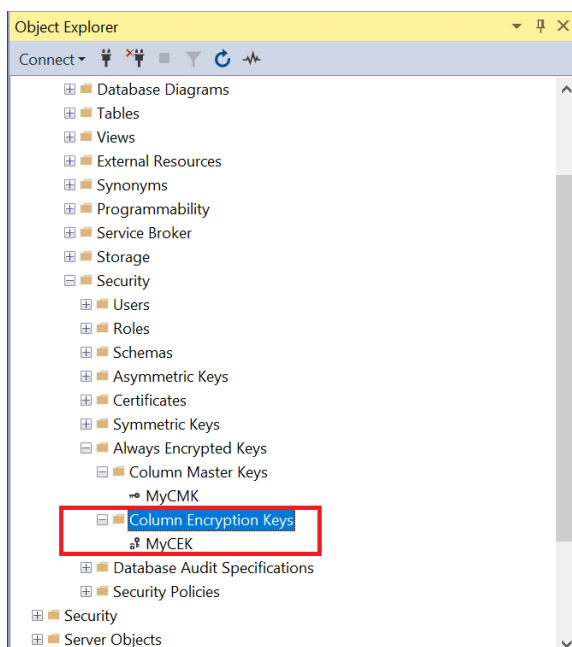 Object Explorer
Connect
Database Diagrams
Tables
Views
External Resources
Synonyms
Programmability
Service Broker
Storage
Security
Users
Roles
Schemas
Asymmetric Keys
Certificates
Symmetric Keys
Always Encrypted Keys
Column Master Keys
MyCMK
Column Encryption Keys
MyCEK
Database Audit Specifications
Security Policies
Security
Server Objects